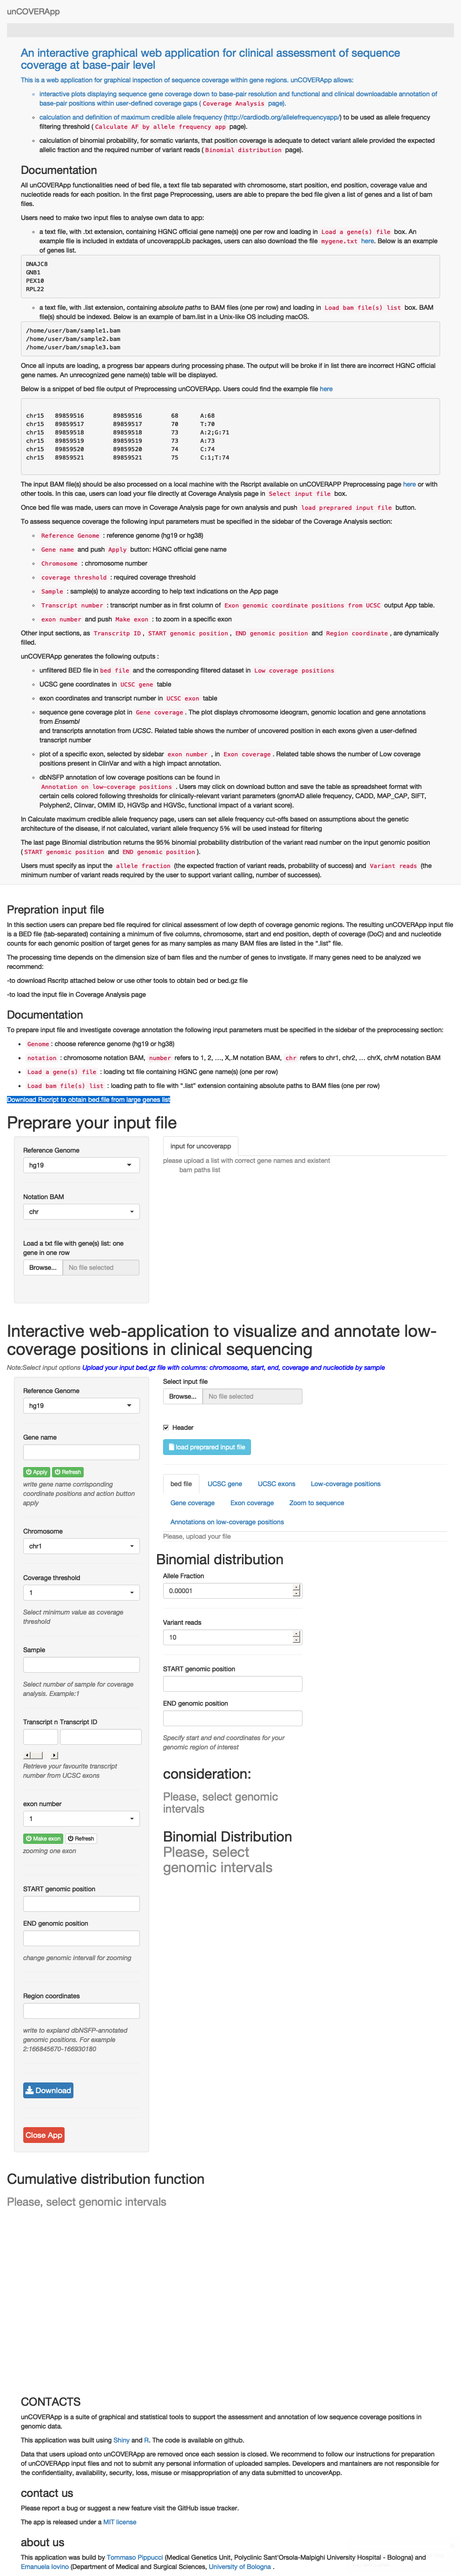 unCOVERApp
An interactive graphical web application for clinical assessment of sequence
coverage at base-pair level
This is a web application for graphical inspection of sequence coverage within gene regions. unCOVERApp allows:
interactive plots displaying sequence gene coverage down to base-pair resolution and functional and clinical downloadable annotation of
base-pair positions within user-defined coverage gaps ( Coverage Analysis page).
calculation and definition of maximum credible allele frequency (http://cardiodb.org/allelefrequencyapp/) to be used as allele frequency
filtering threshold ( Calculate AF by allele frequency app page).
calculation of binomial probability, for somatic variants, that position coverage is adequate to detect variant alelles provided the expected
allelic fraction and the required number of variant reads ( Binomial distribution page).
Documentation
All unCOVERApp functionalities need of bed file, a text file tab separated with chromosome, start position, end position, coverage value and
nucleotide reads for each position. In the first page Preprocessing, users are able to prepare the bed file given a list of genes and a list of bam
files.
Users need to make two input files to analyse own data to app:
a text file, with .txt extension, containing HGNC official gene name(s) one per row and loading in Load a gene(s) file box. An
example file is included in extdata of uncoverappLib packages, users can also download the file mygene.txt here. Below is an example
of genes list.
DNAJC8
GNB1
PEX10
RPL22
a text file, with .list extension, containing absolute paths to BAM files (one per row) and loading in Load bam file(s) list box. BAM
file(s) should be indexed. Below is an example of bam.list in a Unix-like OS including macOS.
/home/user/bam/sample1.bam
/home/user/bam/sample2.bam
/home/user/bam/smaple3.bam
Once all inputs are loading, a progress bar appears during processing phase. The output will be broke if in list there are incorrect HGNC official
gene names. An unrecognized gene name(s) table will be displayed.
Below is a snippet of bed file output of Preprocessing unCOVERApp. Users could find the example file here
chr15 89859516 89859516 68 A:68
chr15 89859517 89859517 70 T:70
chr15 89859518 89859518 73 A:2;G:71
chr15 89859519 89859519 73 A:73
chr15 89859520 89859520 74 C:74
chr15 89859521 89859521 75 C:1;T:74
The input BAM file(s) should be also processed on a local machine with the Rscript available on unCOVERAPP Preprocessing page here or with
other tools. In this cae, users can load your file directly at Coverage Analysis page in Select input file box.
Once bed file was made, users can move in Coverage Analysis page for own analysis and push load preprared input file button.
To assess sequence coverage the following input parameters must be specified in the sidebar of the Coverage Analysis section:
Reference Genome : reference genome (hg19 or hg38)
Gene name and push Apply button: HGNC official gene name
Chromosome : chromosome number
coverage threshold : required coverage threshold
Sample : sample(s) to analyze according to help text indications on the App page
Transcript number : transcript number as in first column of Exon genomic coordinate positions from UCSC output App table.
exon number and push Make exon : to zoom in a specific exon
Other input sections, as Transcritp ID, START genomic position, END genomic position and Region coordinate, are dynamically
filled.
unCOVERApp generates the following outputs :
unfiltered BED file in bed file and the corresponding filtered dataset in Low coverage positions
UCSC gene coordinates in UCSC gene table
exon coordinates and transcript number in UCSC exon table
sequence gene coverage plot in Gene coverage. The plot displays chromosome ideogram, genomic location and gene annotations
from Ensembl
and transcripts annotation from UCSC. Related table shows the number of uncovered position in each exons given a user-defined
transcript number
plot of a specific exon, selected by sidebar exon number , in Exon coverage. Related table shows the number of Low coverage
positions present in ClinVar and with a high impact annotation.
dbNSFP annotation of low coverage positions can be found in
Annotation on low-coverage positions . Users may click on download button and save the table as spreadsheet format with
certain cells colored following thresholds for clinically-relevant variant parameters (gnomAD allele frequency, CADD, MAP_CAP, SIFT,
Polyphen2, Clinvar, OMIM ID, HGVSp and HGVSc, functional impact of a variant score).
In Calculate maximum credible allele frequency page, users can set allele frequency cut-offs based on assumptions about the genetic
architecture of the disease, if not calculated, variant allele frequency 5% will be used instead for filtering
The last page Binomial distribution returns the 95% binomial probability distribution of the variant read number on the input genomic position
(START genomic position and END genomic position).
Users must specify as input the allele fraction (the expected fraction of variant reads, probability of success) and Variant reads (the
minimum number of variant reads required by the user to support variant calling, number of successes).
Prepration input file
In this section users can prepare bed file required for clinical assessment of low depth of coverage genomic regions. The resulting unCOVERApp input file
is a BED file (tab-separated) containing a minimum of five columns, chromosome, start and end position, depth of coverage (DoC) and nucleotide
counts for each genomic position of target genes for as many samples as many BAM files are listed in the “.list” file.
The processing time depends on the dimension size of bam files and the number of genes to invstigate. If many genes need to be analyzed we
recommend:
-to download Rscritp attached below or use other tools to obtain bed or bed.gz file
-to load the input file in Coverage Analysis page
Documentation
To prepare input file and investigate coverage annotation the following input parameters must be specified in the sidebar of the preprocessing section:
Genome: choose reference genome (hg19 or hg38)
notation : chromosome notation BAM, number refers to 1, 2, …, X,.M notation BAM, chr refers to chr1, chr2, … chrX, chrM notation BAM
Load a gene(s) file : loading txt file containing HGNC gene name(s) (one per row)
Load bam file(s) list : loading path to file with “.list” extension containing absolute paths to BAM files (one per row)
Download Rscript to obtain bed.file from large genes list
Preprare your input file
Reference Genome
hg19
Notation BAM
chr
Load a txt file with gene(s) list: one
gene in one row
Browse... No file selected
input for uncoverapp
please upload a list with correct gene names and existent
bam paths list
Interactive web-application to visualize and annotate low-
coverage positions in clinical sequencing
Note:Select input options Upload your input bed.gz file with columns: chromosome, start, end, coverage and nucleotide by sample
Reference Genome
hg19
Gene name
Apply Refresh
write gene name corrisponding
coordinate positions and action button
apply
Chromosome
chr1
Coverage threshold
1
Select minimum value as coverage
threshold
Sample
Select number of sample for coverage
analysis. Example:1
Transcript n Transcript ID
Retrieve your favourite transcript
number from UCSC exons
exon number
1
Make exon Refresh
zooming one exon
START genomic position
END genomic position
change genomic intervall for zooming
Region coordinates
write to expland dbNSFP-annotated
genomic positions. For example
2:166845670-166930180
Download
Close App
Select input file
Browse... No file selected
Header
load preprared input file
bed file UCSC gene UCSC exons Low-coverage positions
Gene coverage Exon coverage Zoom to sequence
Annotations on low-coverage positions
Please, upload your file
Binomial distribution
Allele Fraction
0.00001
Variant reads
10
START genomic position
END genomic position
Specify start and end coordinates for your
genomic region of interest
consideration:
Please, select genomic
intervals
Binomial Distribution
Please, select
genomic intervals
Cumulative distribution function
Please, select genomic intervals
CONTACTS
unCOVERApp is a suite of graphical and statistical tools to support the assessment and annotation of low sequence coverage positions in
genomic data.
This application was built using Shiny and R. The code is available on github.
Data that users upload onto unCOVERApp are removed once each session is closed. We recommend to follow our instructions for preparation
of unCOVERApp input files and not to submit any personal information of uploaded samples. Developers and mantainers are not responsible for
the confidentiality, availability, security, loss, misuse or misappropriation of any data submitted to uncoverApp.
contact us
Please report a bug or suggest a new feature visit the GitHub issue tracker.
The app is released under a MIT license
about us
This application was build by Tommaso Pippucci (Medical Genetics Unit, Polyclinic Sant'Orsola-Malpighi University Hospital - Bologna) and
Emanuela Iovino (Department of Medical and Surgical Sciences, University of Bologna .